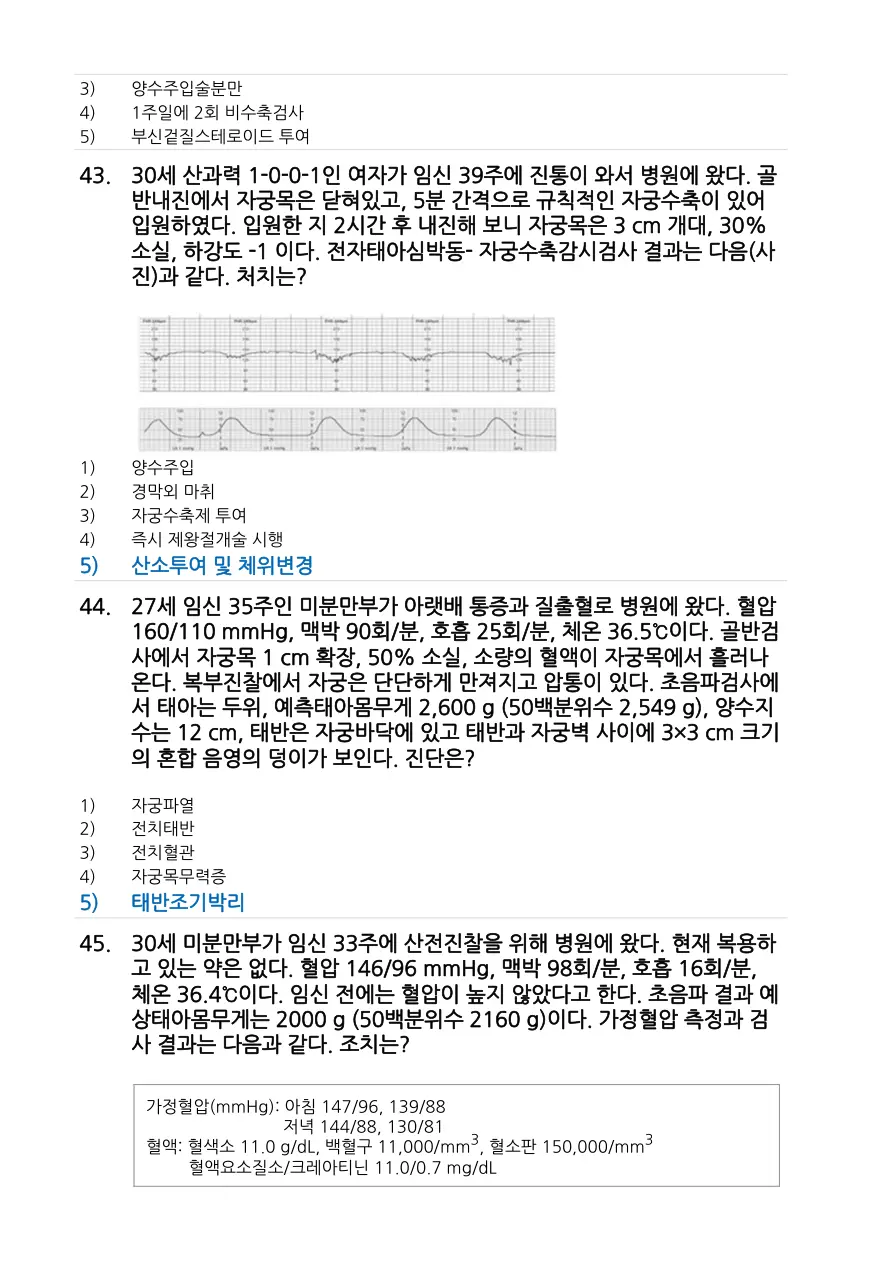 3) 양수주입술분만
4) 1주일에 2회 비수축검사
5) 부신겉질스테로이드 투여
43. 30세 산과력 1-0-0-1인 여자가 임신 39주에 진통이 와서 병원에 왔다. 골
반내진에서 자궁목은 닫혀있고, 5분 간격으로 규칙적인 자궁수축이 있어
입원하였다. 입원한 지 2시간 후 내진해 보니 자궁목은 3 cm 개대, 30%
소실, 하강도 -1 이다. 전자태아심박동- 자궁수축감시검사 결과는 다음(사
진)과 같다. 처치는?
1) 양수주입
2) 경막외 마취
3) 자궁수축제 투여
4) 즉시 제왕절개술 시행
5) 산소투여 및 체위변경
44. 27세 임신 35주인 미분만부가 아랫배 통증과 질출혈로 병원에 왔다. 혈압
160/110 mmHg, 맥박 90회/분, 호흡 25회/분, 체온 36.5℃이다. 골반검
사에서 자궁목 1 cm 확장, 50% 소실, 소량의 혈액이 자궁목에서 흘러나
온다. 복부진찰에서 자궁은 단단하게 만져지고 압통이 있다. 초음파검사에
서 태아는 두위, 예측태아몸무게 2,600 g (50백분위수 2,549 g), 양수지
수는 12 cm, 태반은 자궁바닥에 있고 태반과 자궁벽 사이에 3×3 cm 크기
의 혼합 음영의 덩이가 보인다. 진단은?
1) 자궁파열
2) 전치태반
3) 전치혈관
4) 자궁목무력증
5) 태반조기박리
45. 30세 미분만부가 임신 33주에 산전진찰을 위해 병원에 왔다. 현재 복용하
고 있는 약은 없다. 혈압 146/96 mmHg, 맥박 98회/분, 호흡 16회/분,
체온 36.4℃이다. 임신 전에는 혈압이 높지 않았다고 한다. 초음파 결과 예
상태아몸무게는 2000 g (50백분위수 2160 g)이다. 가정혈압 측정과 검
사 결과는 다음과 같다. 조치는?
가정혈압(mmHg): 아침 147/96, 139/88
저녁 144/88, 130/81
혈액: 혈색소 11.0 g/dL, 백혈구 11,000/mm³, 혈소판 150,000/mm³
혈액요소질소/크레아티닌 11.0/0.7 mg/dL